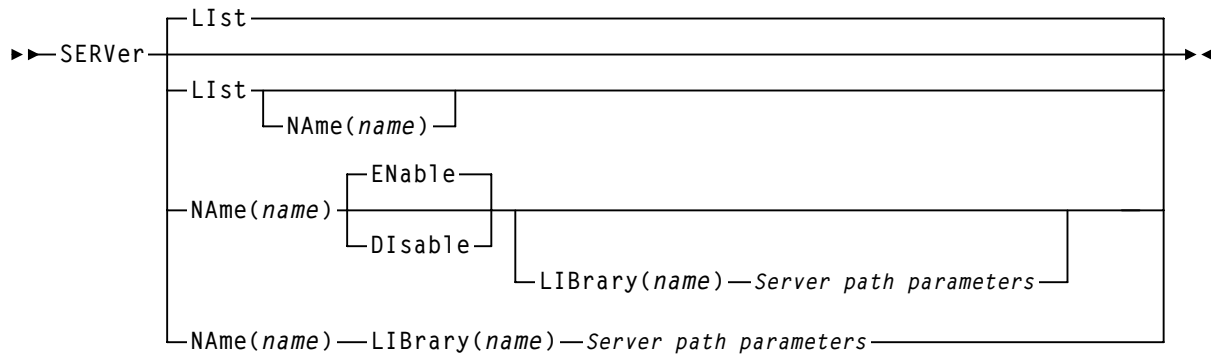 LIst
SERVer
LIst
NAme(name)
ENable
NAme(name)
DIsable
LIBrary(name) Server path parameters
NAme(name) LIBrary(name) Server path parameters